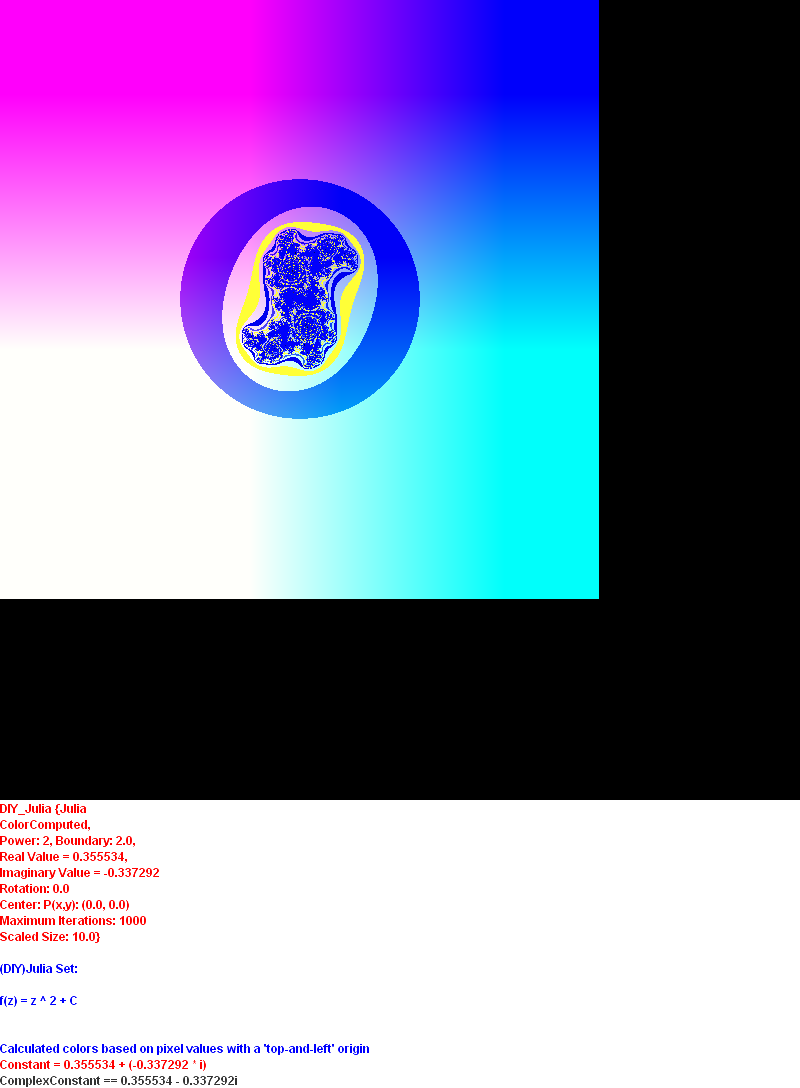 DIY_Julia {Julia
ColorComputed,
Power: 2, Boundary: 2.0,
Real Value = 0.355534,
Imaginary Value = -0.337292
Rotation: 0.0
Center: P(x,y): (0.0, 0.0)
Maximum Iterations: 1000
Scaled Size: 10.0}
(DIY)Julia Set:
f(z) = z ^ 2 + C
Calculated colors based on pixel values with a 'top-and-left' origin
Constant = 0.355534 + (-0.337292 * i)
ComplexConstant == 0.355534 - 0.337292i